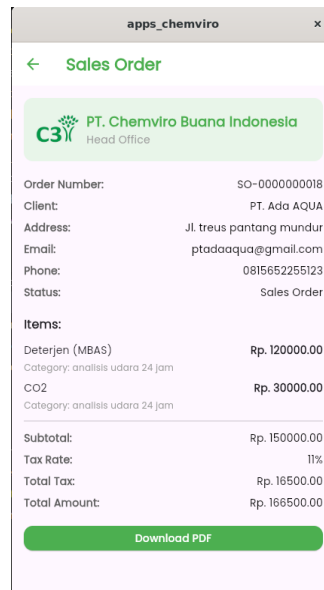 apps_chemviro ×
← Sales Order
C3 PT. Chemviro Buana Indonesia
Head Office
Order Number: SO-0000000018
Client: PT. Ada AQUA
Address: Jl. treus pantang mundur
Email: ptadaaqua@gmail.com
Phone: 0815652255123
Status: Sales Order
Items:
Deterjen (MBAS) Rp. 120000.00
Category: analisis udara 24 jam
CO2 Rp. 30000.00
Category: analisis udara 24 jam
Subtotal: Rp. 150000.00
Tax Rate: 11%
Total Tax: Rp. 16500.00
Total Amount: Rp. 166500.00
Download PDF